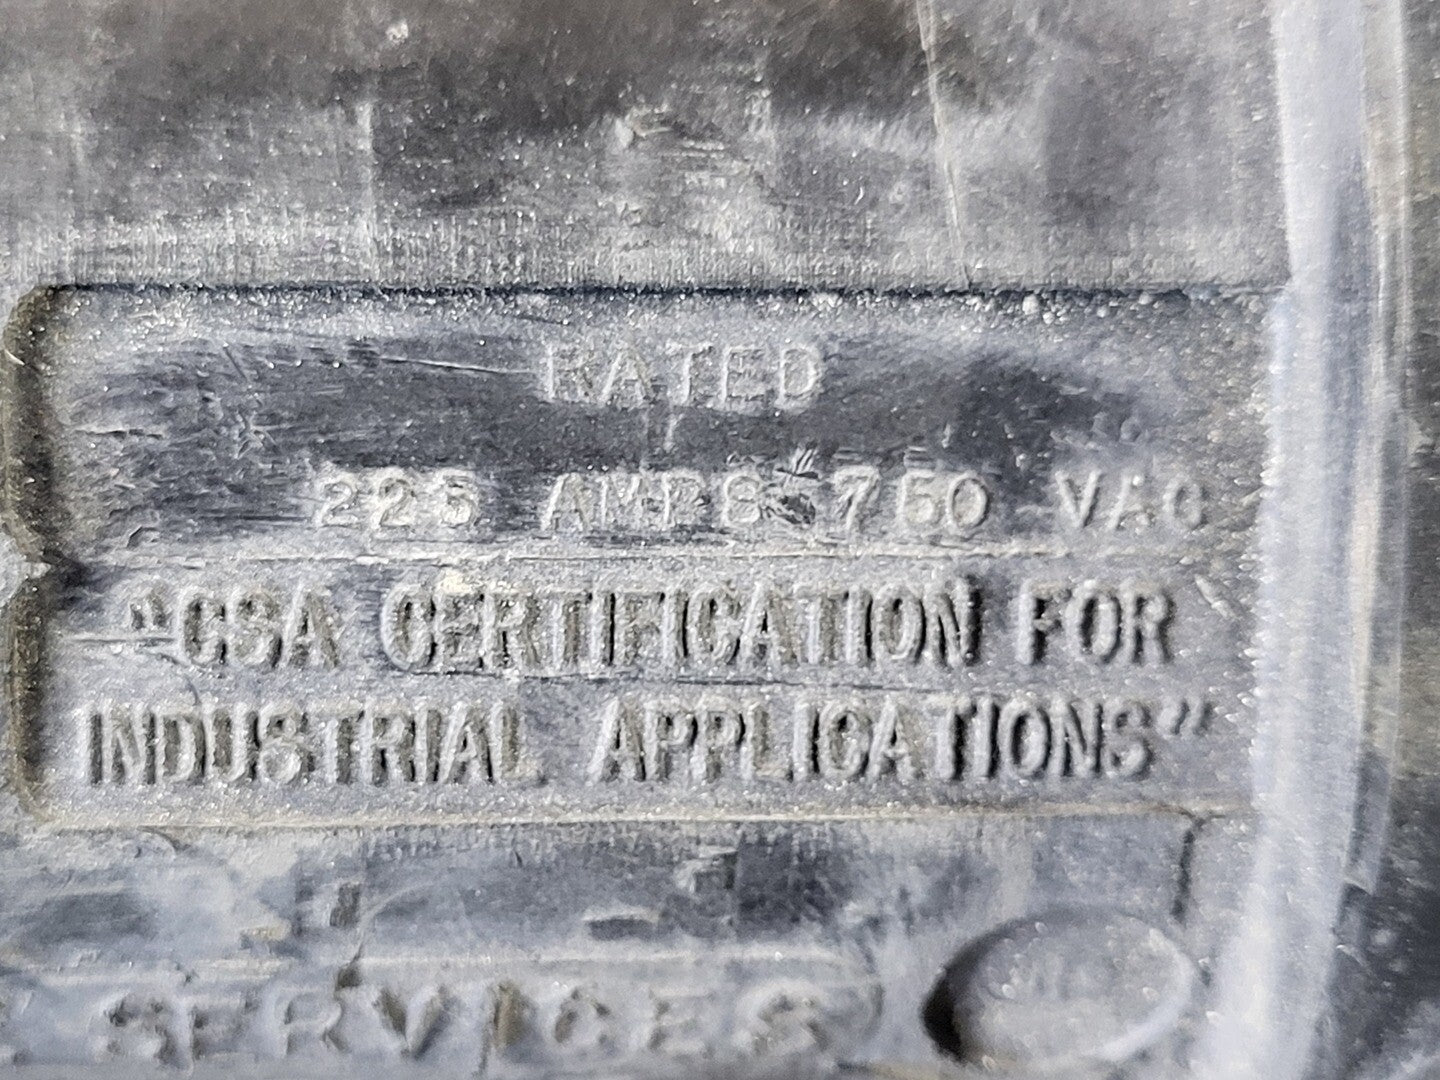 RATED
225 AMPS 750 VAC
"CSA CERTIFICATION FOR
INDUSTRIAL APPLICATIONS"
SERVICES